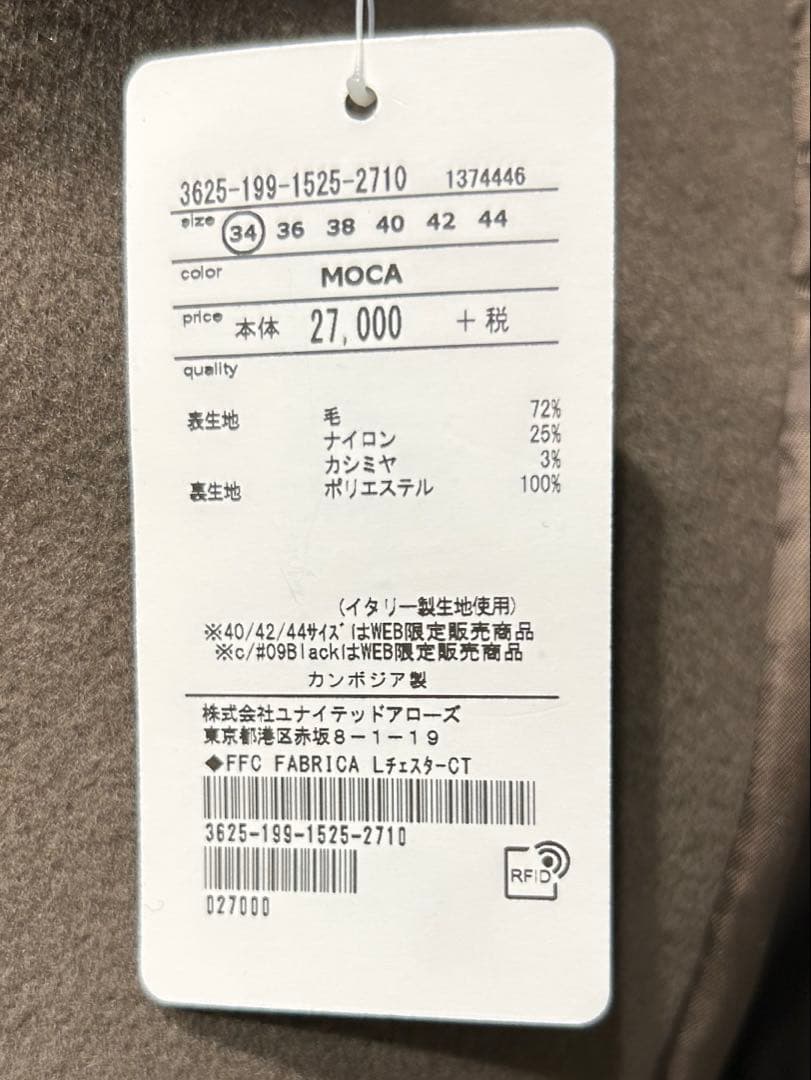 3625-199-1525-2710 1374446
size 34 36 38 40 42 44
color MOCA
price 本体 27,000 +税
quality
表生地 毛 72%
ナイロン 25%
カシミヤ 3%
裏生地 ポリエステル 100%
(イタリー製生地使用)
※40/42/44ｻｲｽﾞはWEB限定販売商品
※c/#09BlackはWEB限定販売商品
カンボジア製
株式会社ユナイテッドアローズ
東京都港区赤坂8-1-19
◆FFC FABRICA LﾁｪｽﾀｰCT
3625-199-1525-2710
RFID
027000